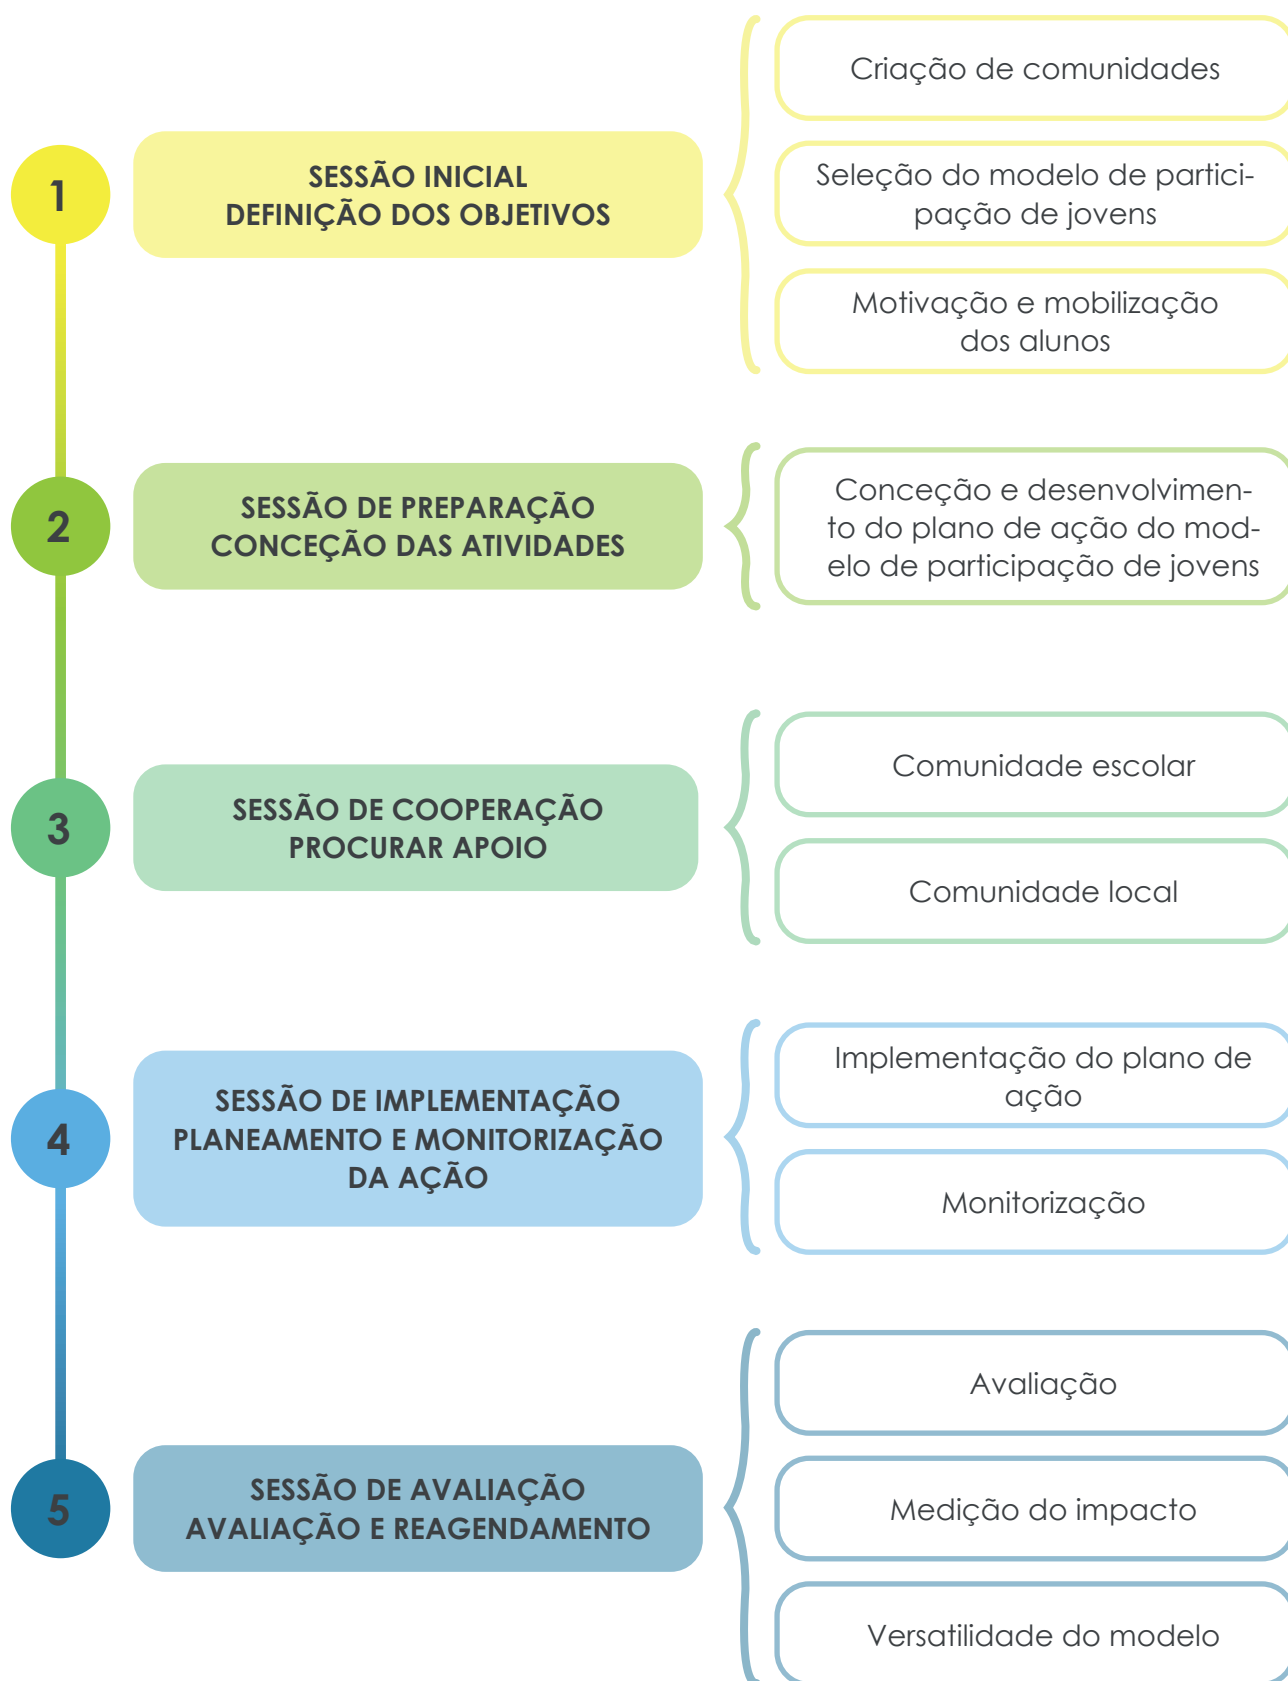 1
SESSÃO INICIAL
DEFINIÇÃO DOS OBJETIVOS
Criação de comunidades
Seleção do modelo de partici-
pação de jovens
Motivação e mobilização
dos alunos
2
SESSÃO DE PREPARAÇÃO
CONCEÇÃO DAS ATIVIDADES
Conceção e desenvolvimen-
to do plano de ação do mod-
elo de participação de jovens
3
SESSÃO DE COOPERAÇÃO
PROCURAR APOIO
Comunidade escolar
Comunidade local
4
SESSÃO DE IMPLEMENTAÇÃO
PLANEAMENTO E MONITORIZAÇÃO
DA AÇÃO
Implementação do plano de
ação
Monitorização
5
SESSÃO DE AVALIAÇÃO
AVALIAÇÃO E REAGENDAMENTO
Avaliação
Medição do impacto
Versatilidade do modelo